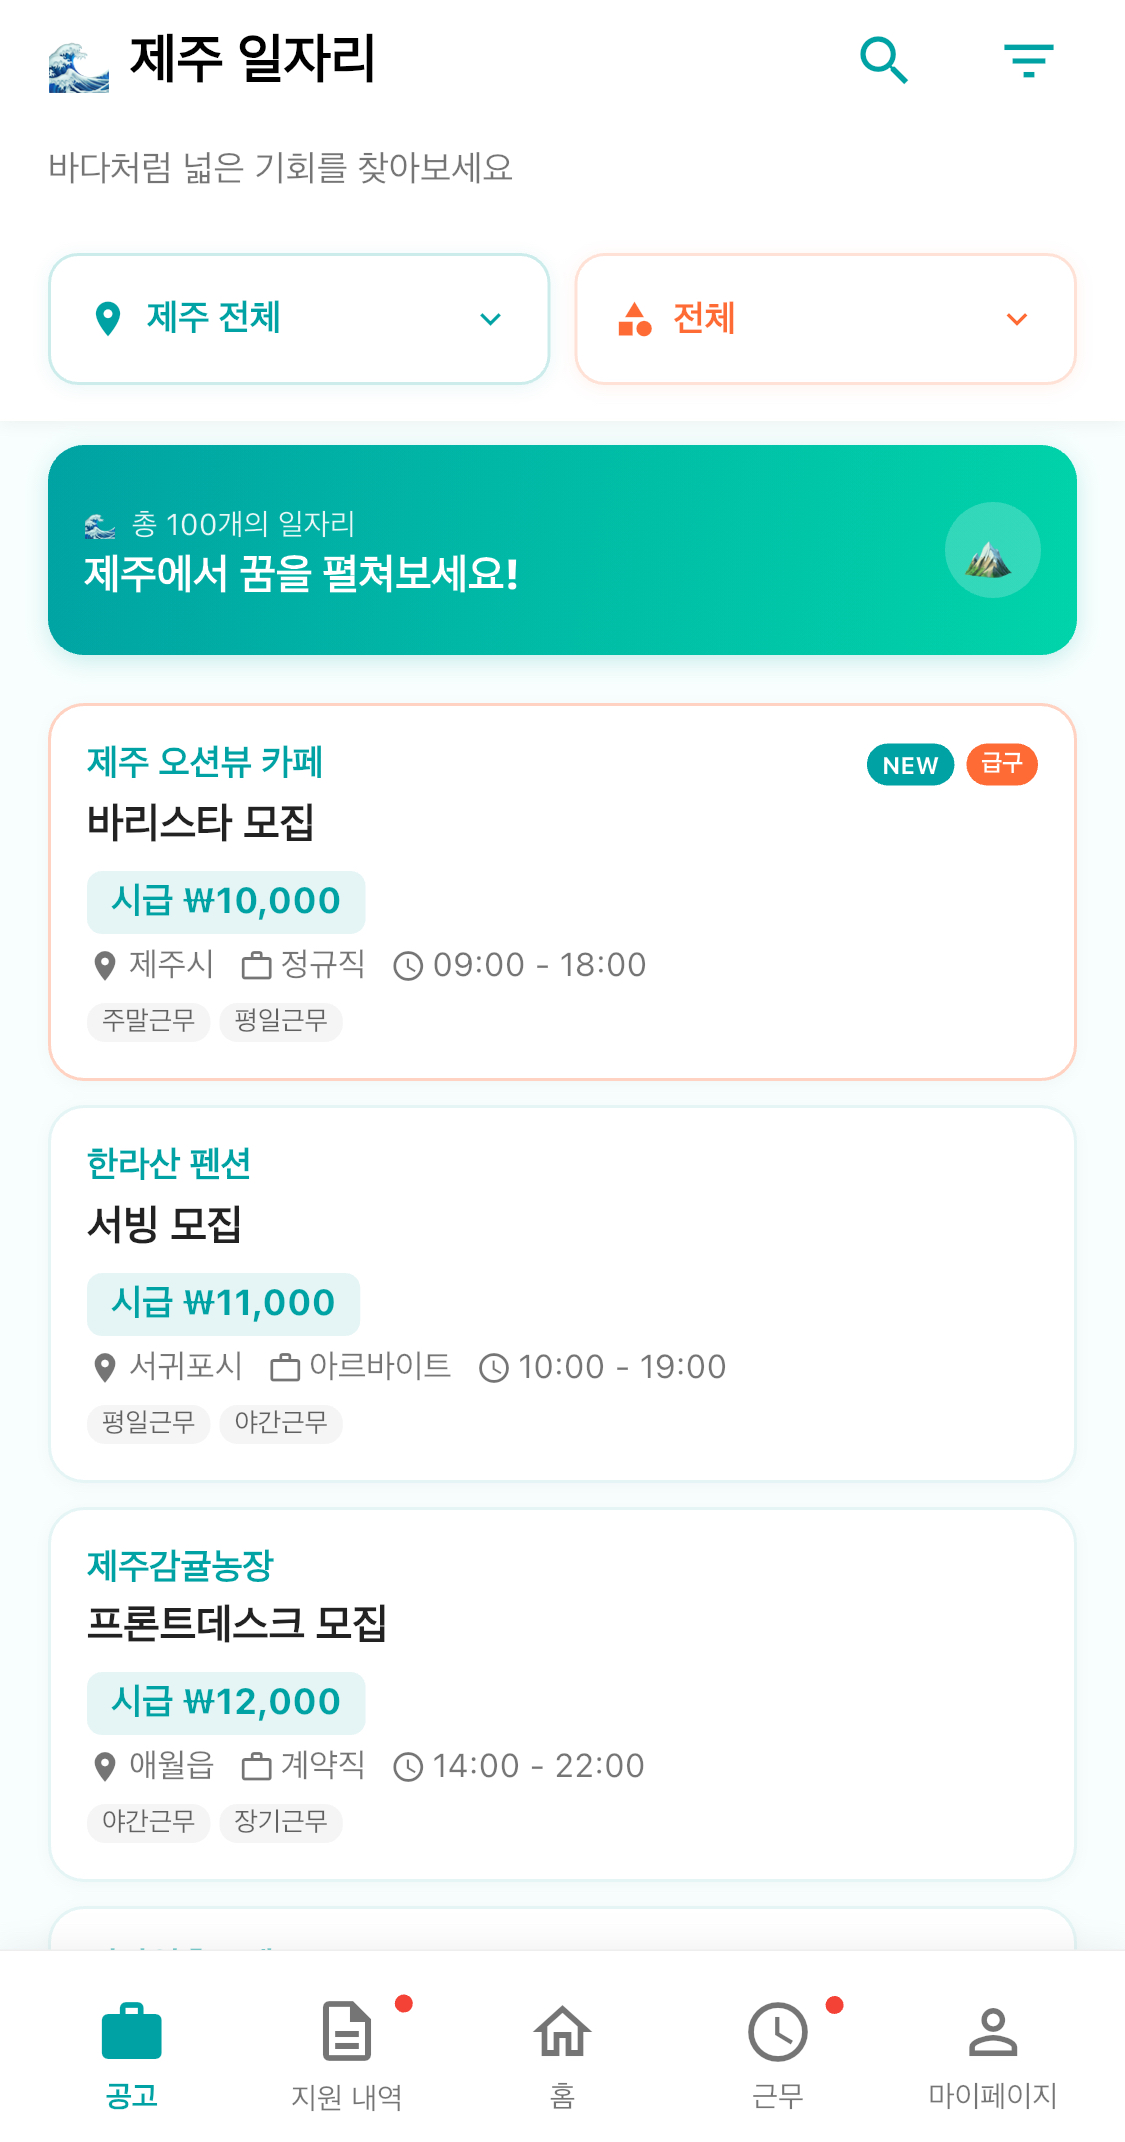 제주 일자리
바다처럼 넓은 기회를 찾아보세요
제주 전체
전체
총 100개의 일자리
제주에서 꿈을 펼쳐보세요!
제주 오션뷰 카페 NEW 급구
바리스타 모집
시급 ₩10,000
제주시 정규직 09:00 - 18:00
주말근무 평일근무
한라산 펜션
서빙 모집
시급 ₩11,000
서귀포시 아르바이트 10:00 - 19:00
평일근무 야간근무
제주감귤농장
프론트데스크 모집
시급 ₩12,000
애월읍 계약직 14:00 - 22:00
야간근무 장기근무
공고 지원 내역 홈 근무 마이페이지